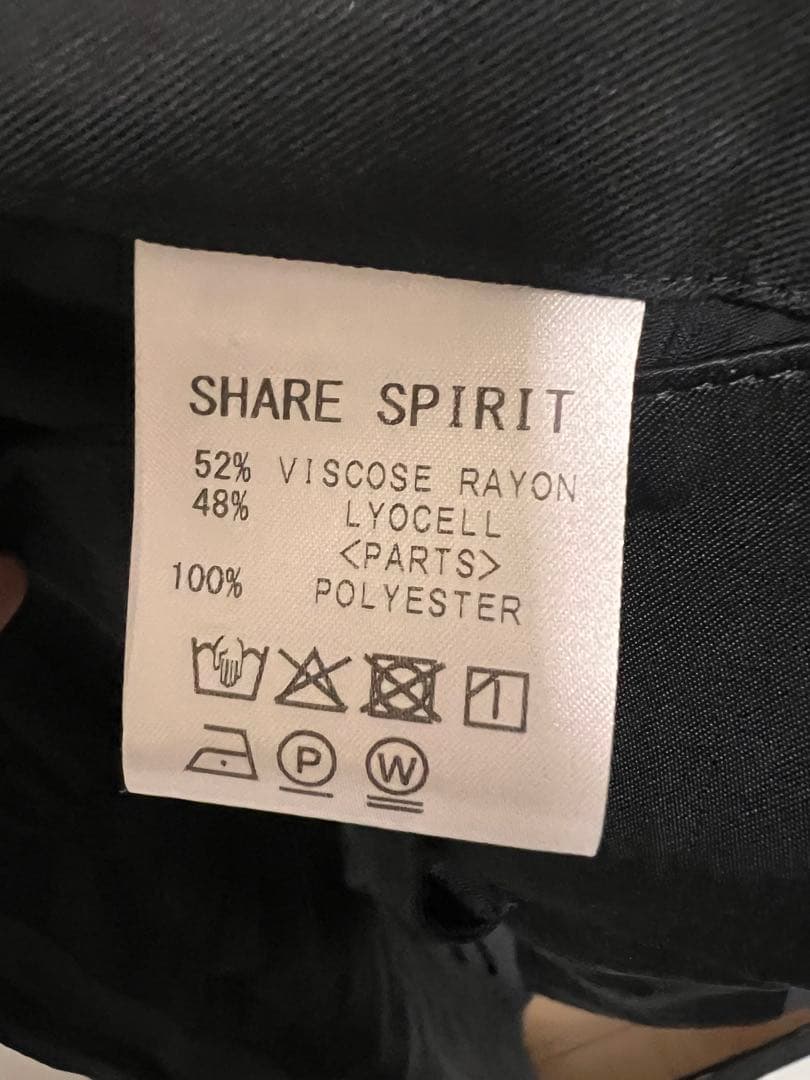 SHARE SPIRIT
52% VISCOSE RAYON
48% LYOCELL
<PARTS>
100% POLYESTER
P W